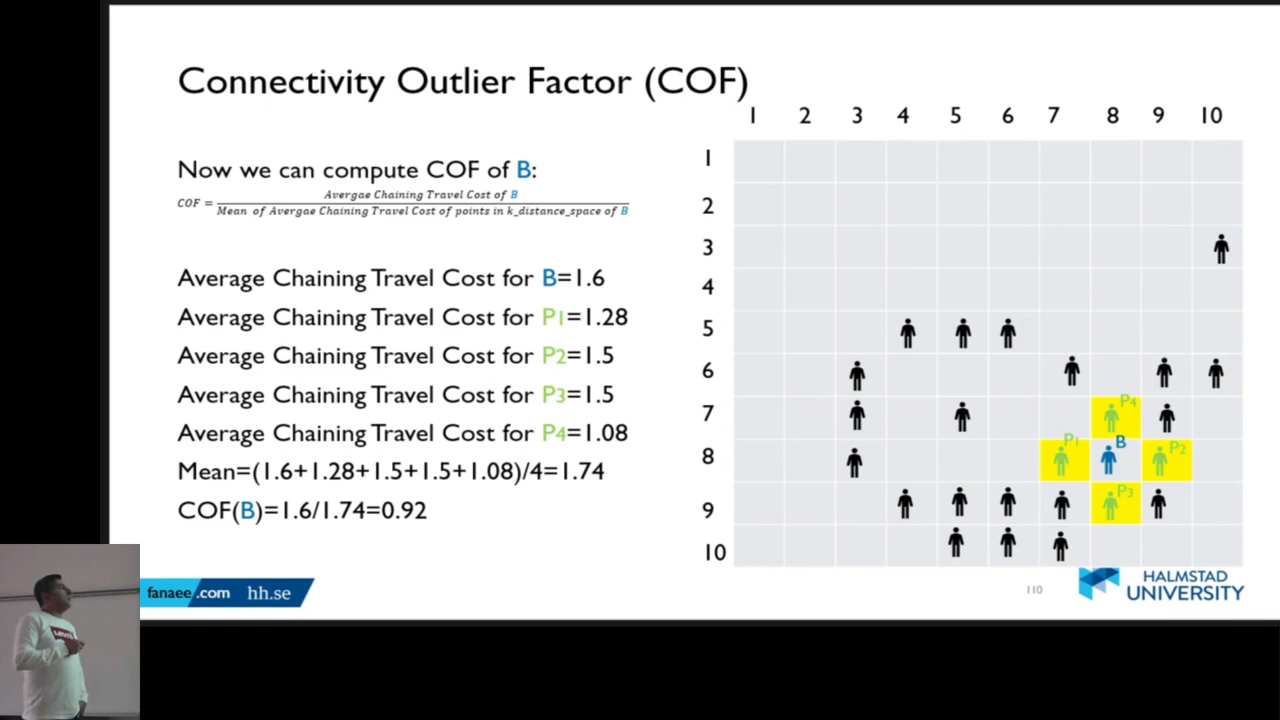 Connectivity Outlier Factor (COF)
Now we can compute COF of B:
COF = Avergae Chaining Travel Cost of B
Mean of Avergae Chaining Travel Cost of points in k_distance_space of B
Average Chaining Travel Cost for B=1.6
Average Chaining Travel Cost for P1=1.28
Average Chaining Travel Cost for P2=1.5
Average Chaining Travel Cost for P3=1.5
Average Chaining Travel Cost for P4=1.08
Mean=(1.6+1.28+1.5+1.5+1.08)/4=1.74
COF(B)=1.6/1.74=0.92
1 2 3 4 5 6 7 8 9 10
1
2
3
4
5
6
7
8
9
10
P4
P1
B
P2
P3
fanaee.com hh.se
110
HALMSTAD
UNIVERSITY
Levi's